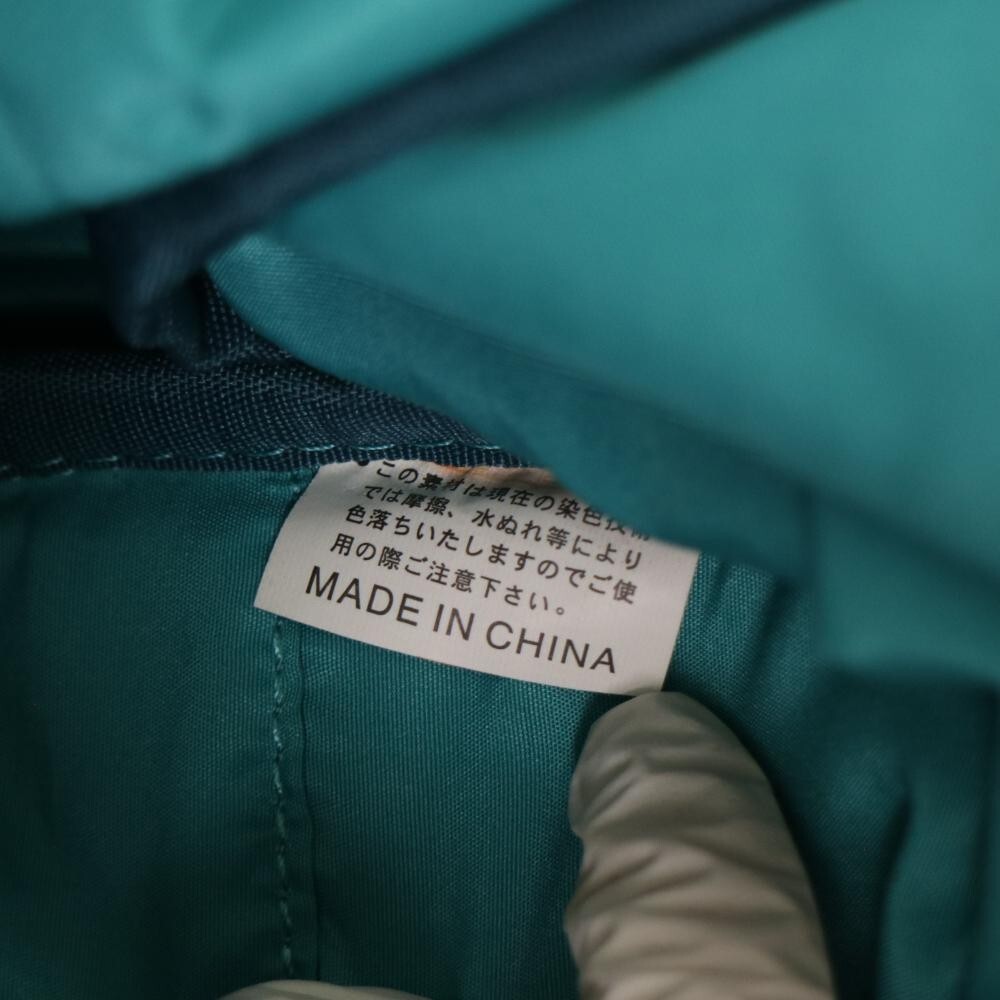 ・この素材は現在の染色技術
では摩擦、水ぬれ等により
色落ちいたしますのでご使
用の際ご注意下さい。
MADE IN CHINA